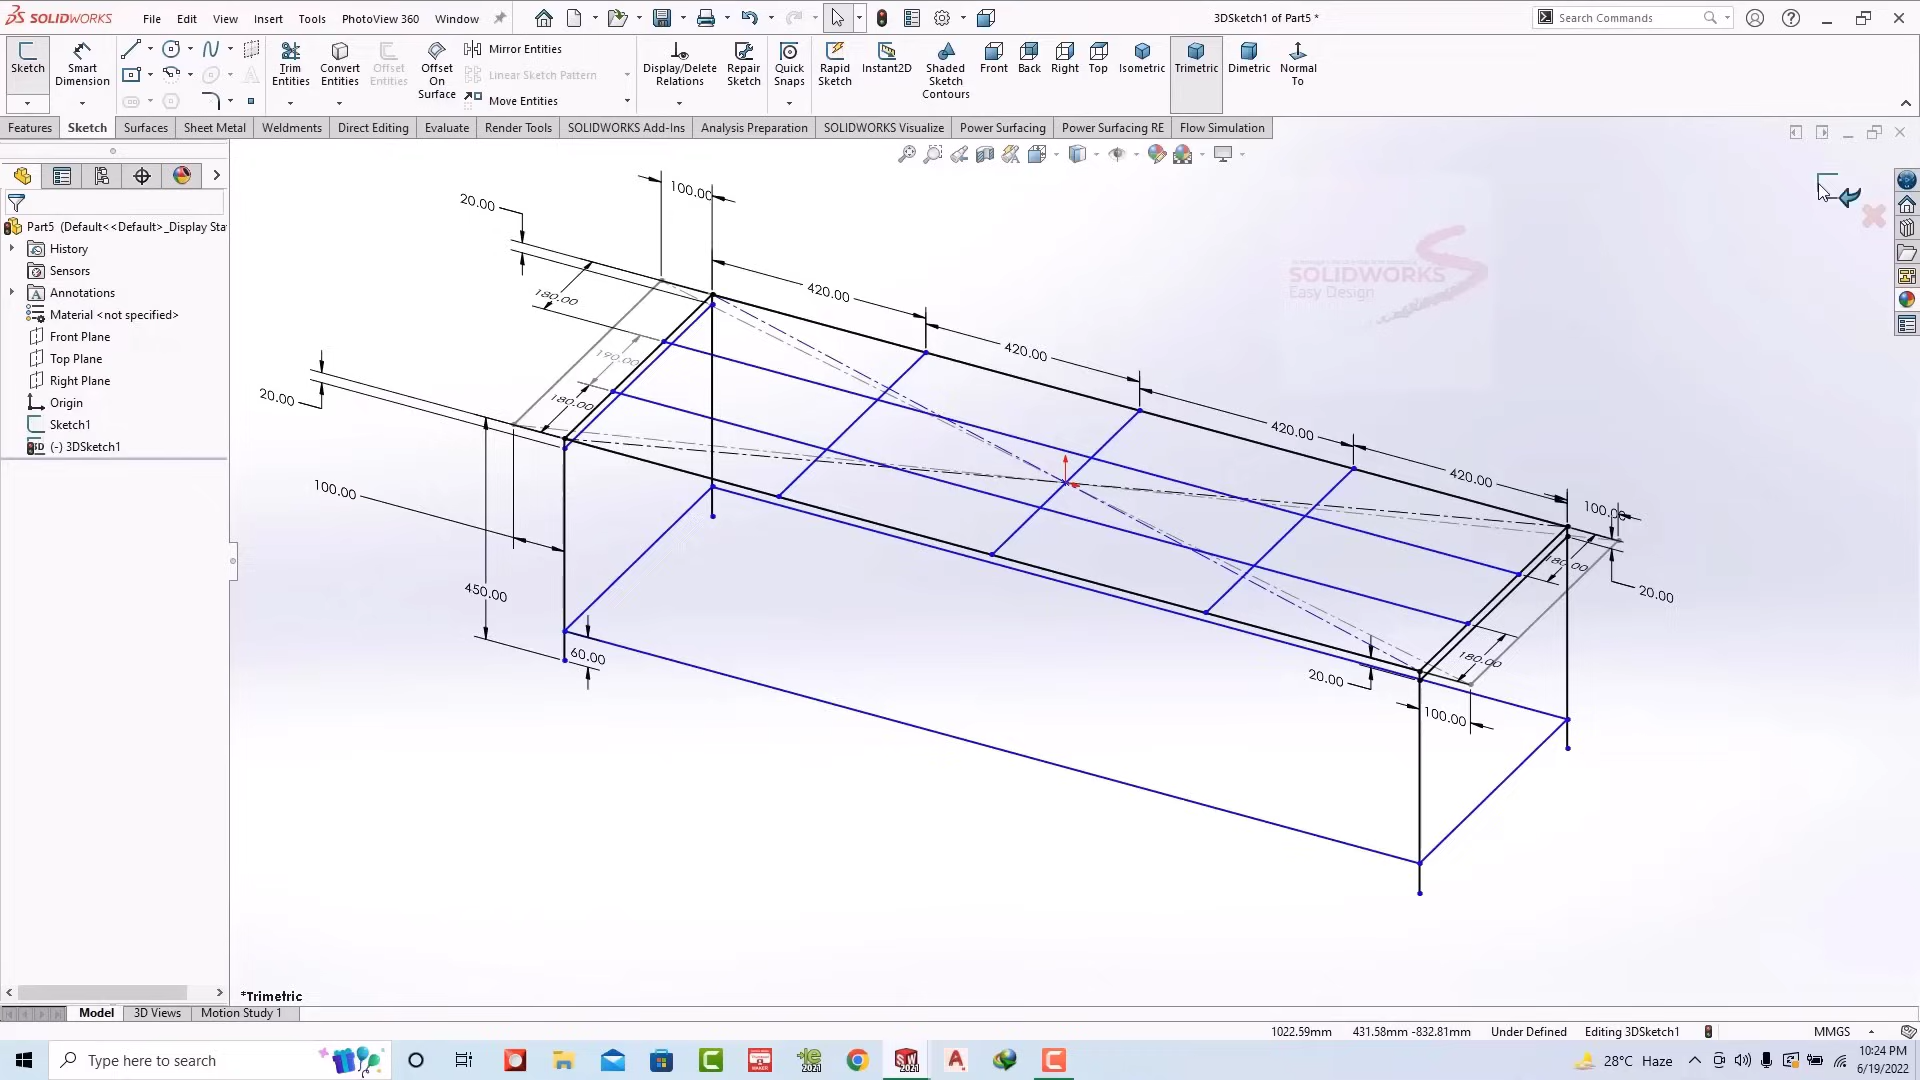 SOLIDWORKS
File Edit View Insert Tools PhotoView 360 Window
3DSketch1 of Part5 *
Search Commands
Sketch
Smart Dimension
Trim Entities
Convert Entities
Offset Entities
Offset On Surface
Mirror Entities
Linear Sketch Pattern
Move Entities
Display/Delete Relations
Repair Sketch
Quick Snaps
Rapid Sketch
Instant2D
Shaded Sketch Contours
Front
Back
Right
Top
Isometric
Trimetric
Dimetric
Normal To
Features Sketch Surfaces Sheet Metal Weldments Direct Editing Evaluate Render Tools SOLIDWORKS Add-Ins Analysis Preparation SOLIDWORKS Visualize Power Surfacing Power Surfacing RE Flow Simulation
Part5 (Default<<Default>_Display Sta
History
Sensors
Annotations
Material <not specified>
Front Plane
Top Plane
Right Plane
Origin
Sketch1
(-) 3DSketch1
100.00
20.00
180.00
420.00
SOLIDWORKS
Easy Design
420.00
190.00
20.00
180.00
420.00
420.00
100.00
100.00
180.00
450.00
20.00
60.00
180.00
20.00
100.00
*Trimetric
Model 3D Views Motion Study 1
1022.59mm 431.58mm -832.81mm Under Defined Editing 3DSketch1 MMGS
Type here to search
28°C Haze
10:24 PM
6/19/2022